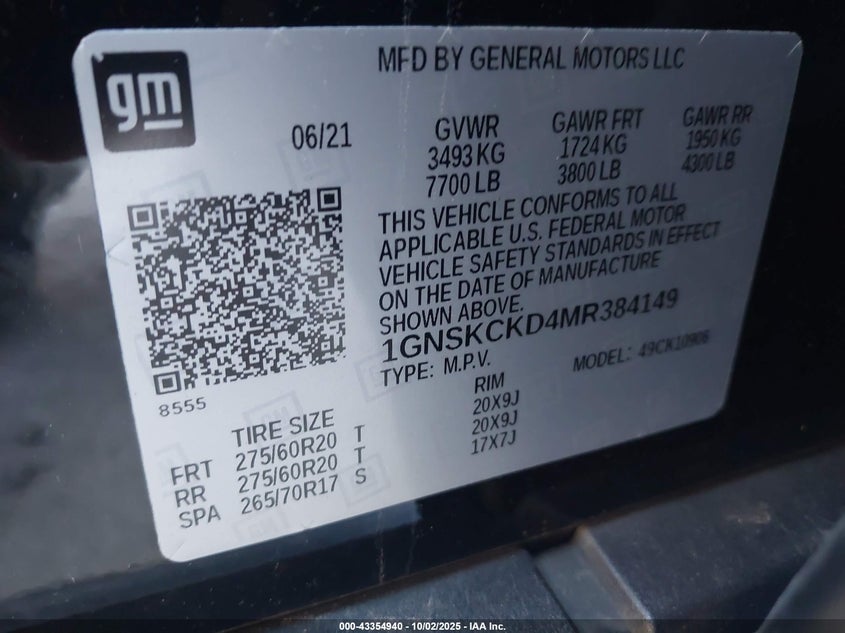 gm
MFD BY GENERAL MOTORS LLC
06/21
GVWR GAWR FRT GAWR RR
3493 KG 1724 KG 1950 KG
7700 LB 3800 LB 4300 LB
THIS VEHICLE CONFORMS TO ALL
APPLICABLE U.S. FEDERAL MOTOR
VEHICLE SAFETY STANDARDS IN EFFECT
ON THE DATE OF MANUFACTURE
SHOWN ABOVE.
1GNSKCKD4MR384149
TYPE: M.P.V. MODEL: 49CK10906
8555
TIRE SIZE RIM
FRT 275/60R20 T 20X9J
RR 275/60R20 T 20X9J
SPA 265/70R17 S 17X7J
000-43354940 - 10/02/2025 - IAA Inc.